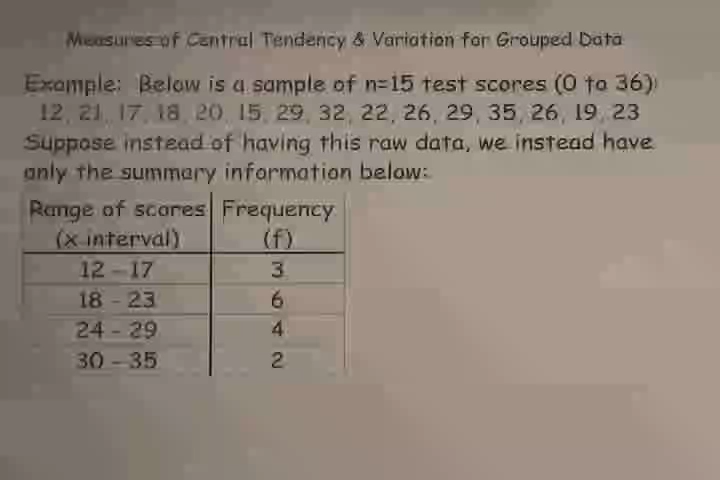 Measures of Central Tendency & Variation for Grouped Data
Example: Below is a sample of n=15 test scores (0 to 36):
12, 21, 17, 18, 20, 15, 29, 32, 22, 26, 29, 35, 26, 19, 23
Suppose instead of having this raw data, we instead have
only the summary information below:
Range of scores Frequency
(x-interval) (f)
12 - 17 3
18 - 23 6
24 - 29 4
30 - 35 2